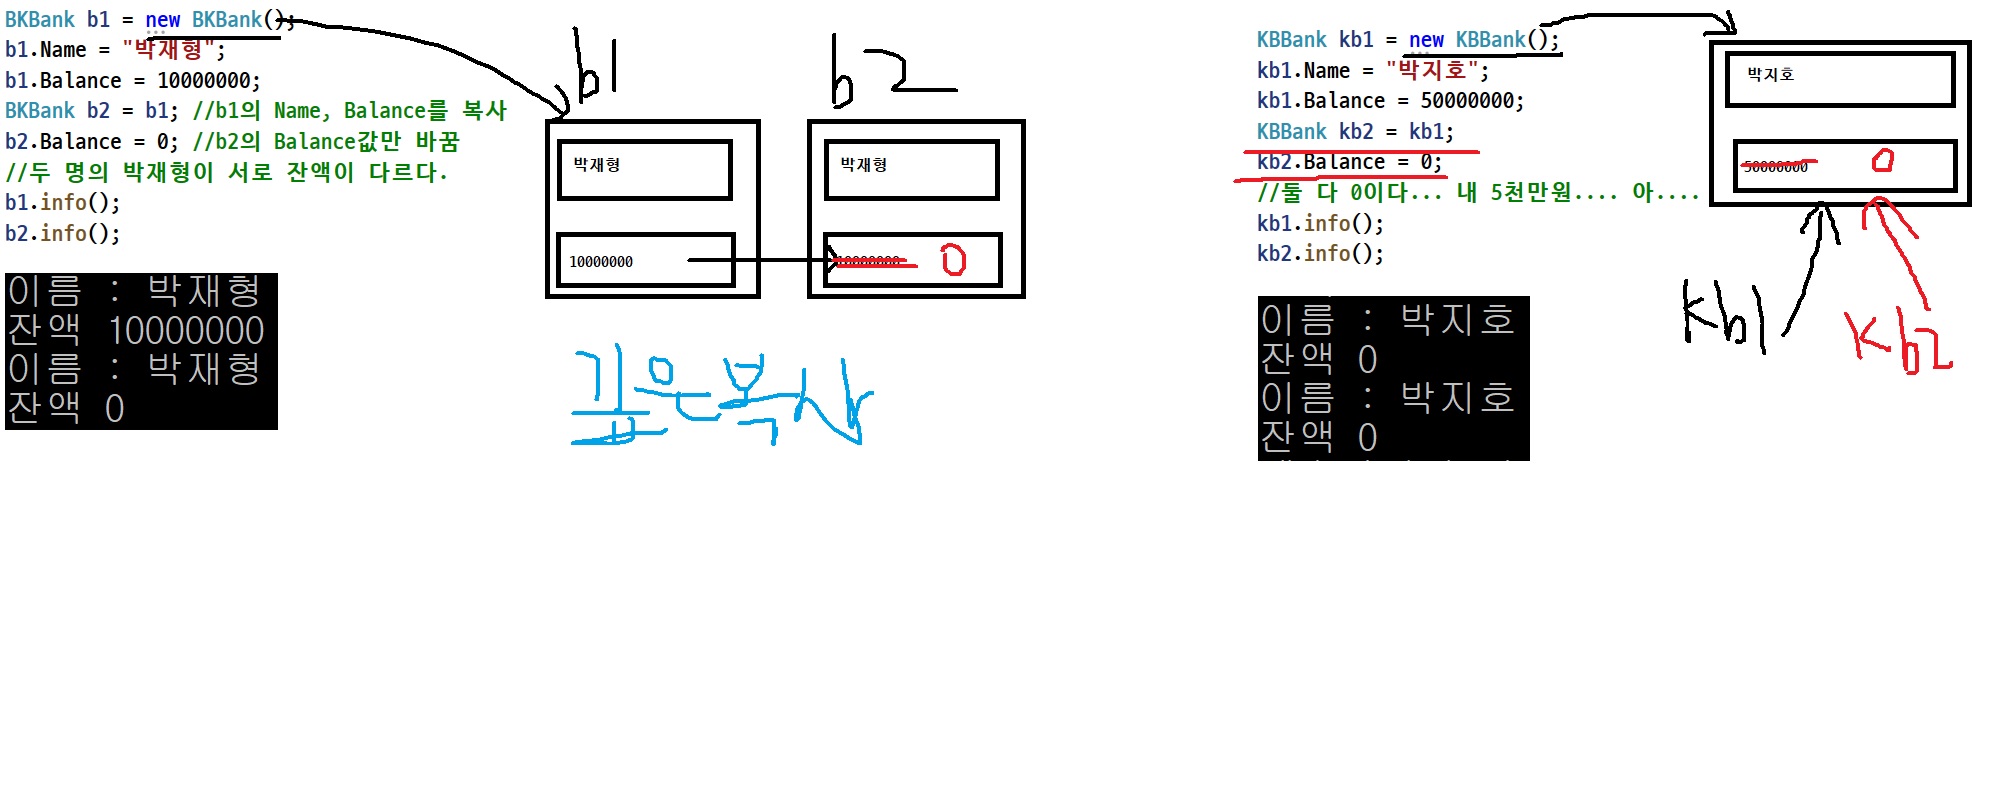 BKBank b1 = new BKBank();
b1.Name = "박재형";
b1.Balance = 10000000;
BKBank b2 = b1; //b1의 Name, Balance를 복사
b2.Balance = 0; //b2의 Balance값만 바꿈
//두 명의 박재형이 서로 잔액이 다르다.
b1.info();
b2.info();
이름 : 박재형
잔액 10000000
이름 : 박재형
잔액 0
b1
b2
박재형
박재형
10000000
10000000
0
깊은복사
KBBank kb1 = new KBBank();
kb1.Name = "박지호";
kb1.Balance = 50000000;
KBBank kb2 = kb1;
kb2.Balance = 0;
//둘 다 0이다... 내 5천만원.... 아....
kb1.info();
kb2.info();
이름 : 박지호
잔액 0
이름 : 박지호
잔액 0
박지호
50000000
0
Kb1
Kb2